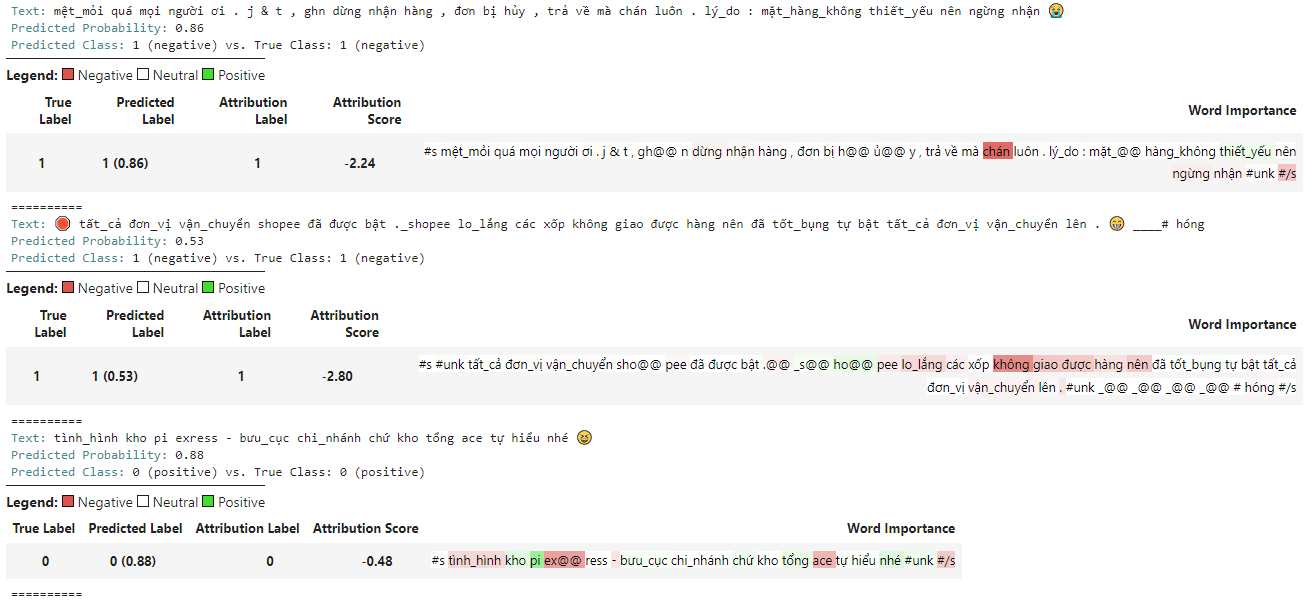 Text: mệt_mỏi quá mọi người ơi . j & t , ghn dừng nhận hàng , đơn bị hủy , trả về mà chán luôn . lý_do : mặt_hàng_không thiết_yếu nên ngừng nhận 😭
Predicted Probability: 0.86
Predicted Class: 1 (negative) vs. True Class: 1 (negative)
Legend: Negative Neutral Positive
True Label Predicted Label Attribution Label Attribution Score Word Importance
1 1 (0.86) 1 -2.24 #s mệt_mỏi quá mọi người ơi . j & t , gh@@ n dừng nhận hàng , đơn bị h@@ ủ@@ y , trả về mà chán luôn . lý_do : mặt_@@ hàng_không thiết_yếu nên
ngừng nhận #unk #/s
==========
Text: 🛑 tất_cả đơn_vị vận_chuyển shopee đã được bật ._shopee lo_lắng các xốp không giao được hàng nên đã tốt_bụng tự bật tất_cả đơn_vị vận_chuyển lên . 😁 ____# hóng
Predicted Probability: 0.53
Predicted Class: 1 (negative) vs. True Class: 1 (negative)
Legend: Negative Neutral Positive
True Label Predicted Label Attribution Label Attribution Score Word Importance
1 1 (0.53) 1 -2.80 #s #unk tất_cả đơn_vị vận_chuyển sho@@ pee đã được bật .@@ _s@@ ho@@ pee lo_lắng các xốp không giao được hàng nên đã tốt_bụng tự bật tất_cả
đơn_vị vận_chuyển lên . #unk _@@ _@@ _@@ _@@ # hóng #/s
==========
Text: tình_hình kho pi exress - bưu_cục chi_nhánh chứ kho tổng ace tự hiểu nhé 😆
Predicted Probability: 0.88
Predicted Class: 0 (positive) vs. True Class: 0 (positive)
Legend: Negative Neutral Positive
True Label Predicted Label Attribution Label Attribution Score Word Importance
0 0 (0.88) 0 -0.48 #s tình_hình kho pi ex@@ ress - bưu_cục chi_nhánh chứ kho tổng ace tự hiểu nhé #unk #/s
==========